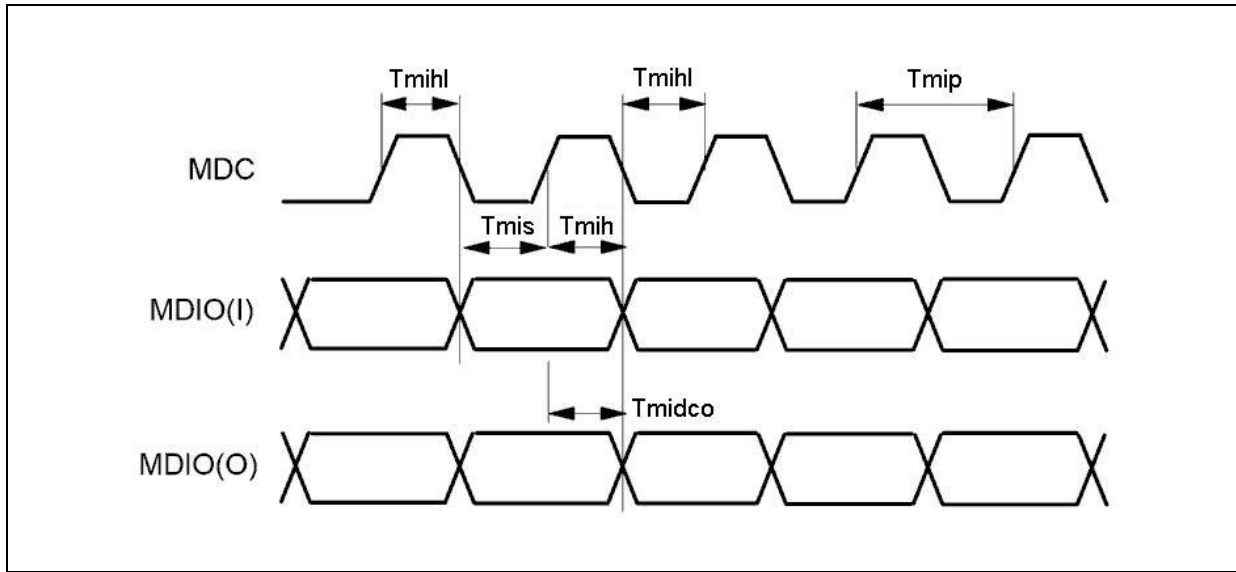 Tmihl Tmihl Tmip
MDC
Tmis Tmih
MDIO(I)
Tmidco
MDIO(O)